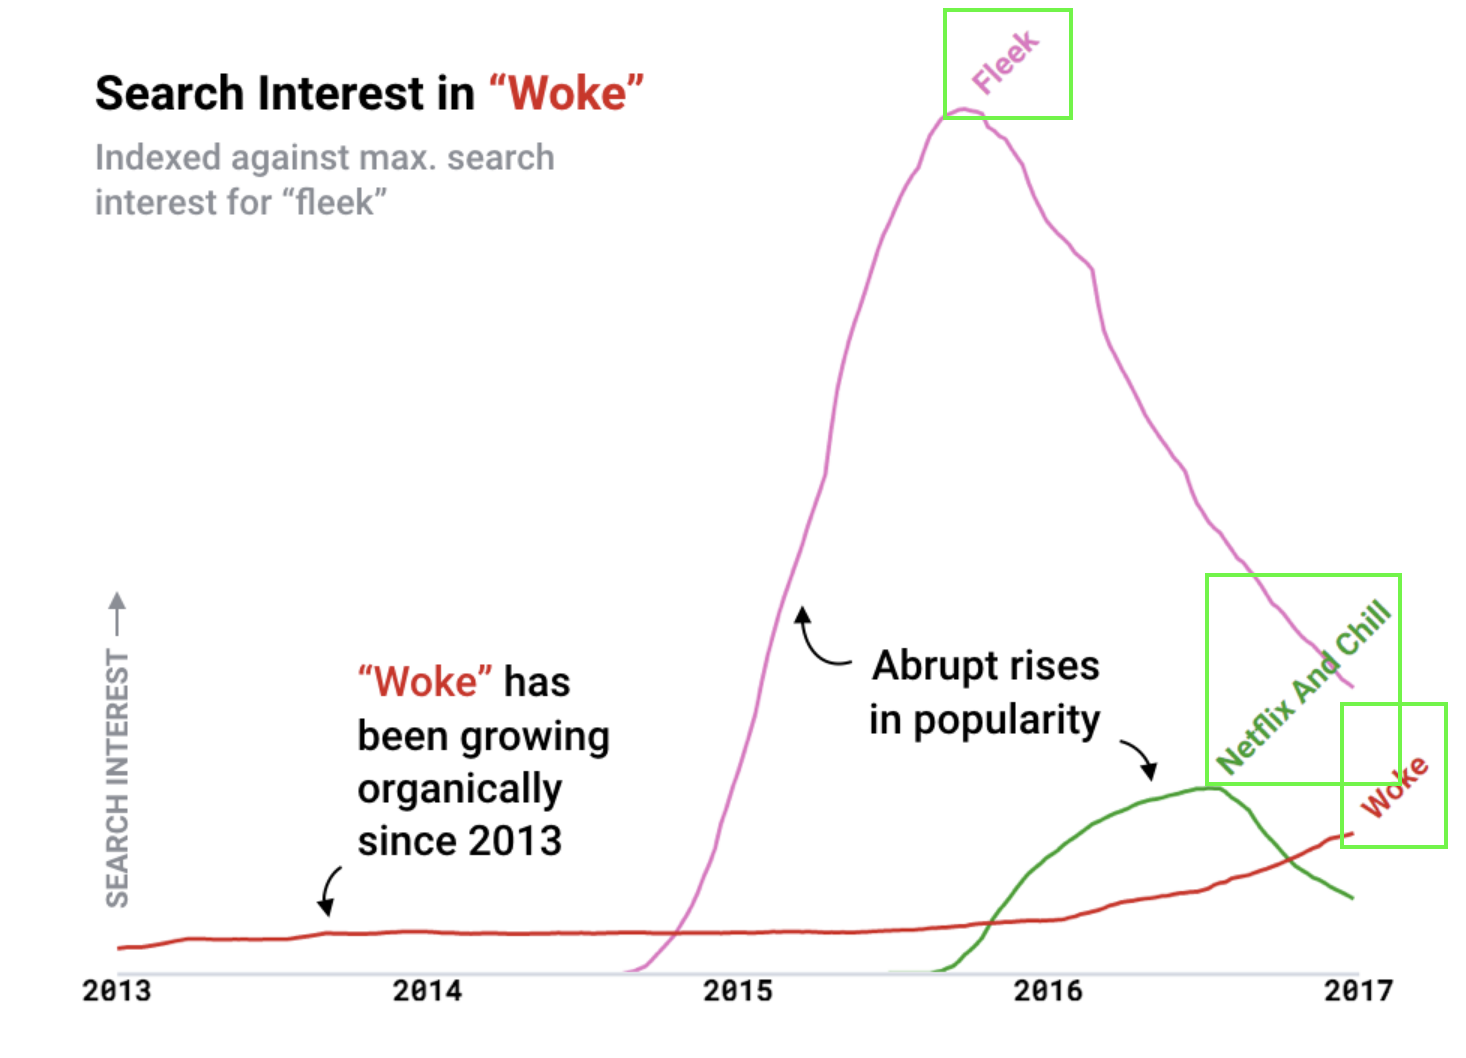 Search Interest in “Woke”
Indexed against max. search
interest for “fleek”
Fleek
SEARCH INTEREST
“Woke” has
been growing
organically
since 2013
Abrupt rises
in popularity
Netflix And Chill
Woke
2013 2014 2015 2016 2017